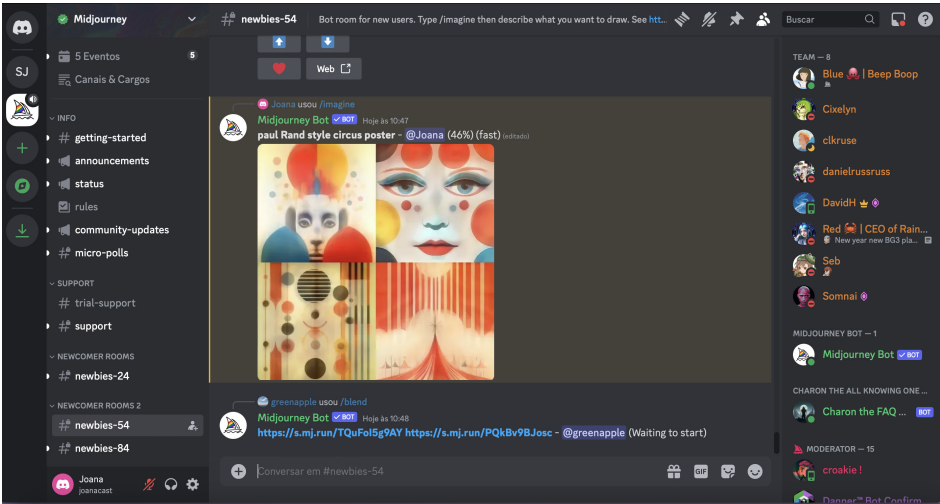 Midjourney
5 Eventos
5
Canais & Cargos
INFO
getting-started
announcements
status
rules
community-updates
micro-polls
SUPPORT
trial-support
support
NEWCOMER ROOMS
newbies-24
NEWCOMER ROOMS 2
newbies-54
newbies-84
Joana
joanacast
SJ
newbies-54
Bot room for new users. Type /imagine then describe what you want to draw. See htt...
Buscar
Web
Joana usou /imagine
Midjourney Bot BOT Hoje às 10:47
paul Rand style circus poster - @Joana (46%) (fast) (editado)
greenapple usou /blend
Midjourney Bot BOT Hoje às 10:48
https://s.mj.run/TQuFol5g9AY https://s.mj.run/PQkBv9BJosc - @greenapple (Waiting to start)
Conversar em #newbies-54
GIF
TEAM — 8
Blue 🐙 | Beep Boop
Cixelyn
clkruse
danielrussruss
DavidH
Red 🦀 | CEO of Rain...
New year new BG3 pla...
Seb
Somnai
MIDJOURNEY BOT — 1
Midjourney Bot BOT
CHARON THE ALL KNOWING ONE ...
Charon the FAQ ... BOT
MODERATOR — 15
croakie !
Danner™ Bot Confirm